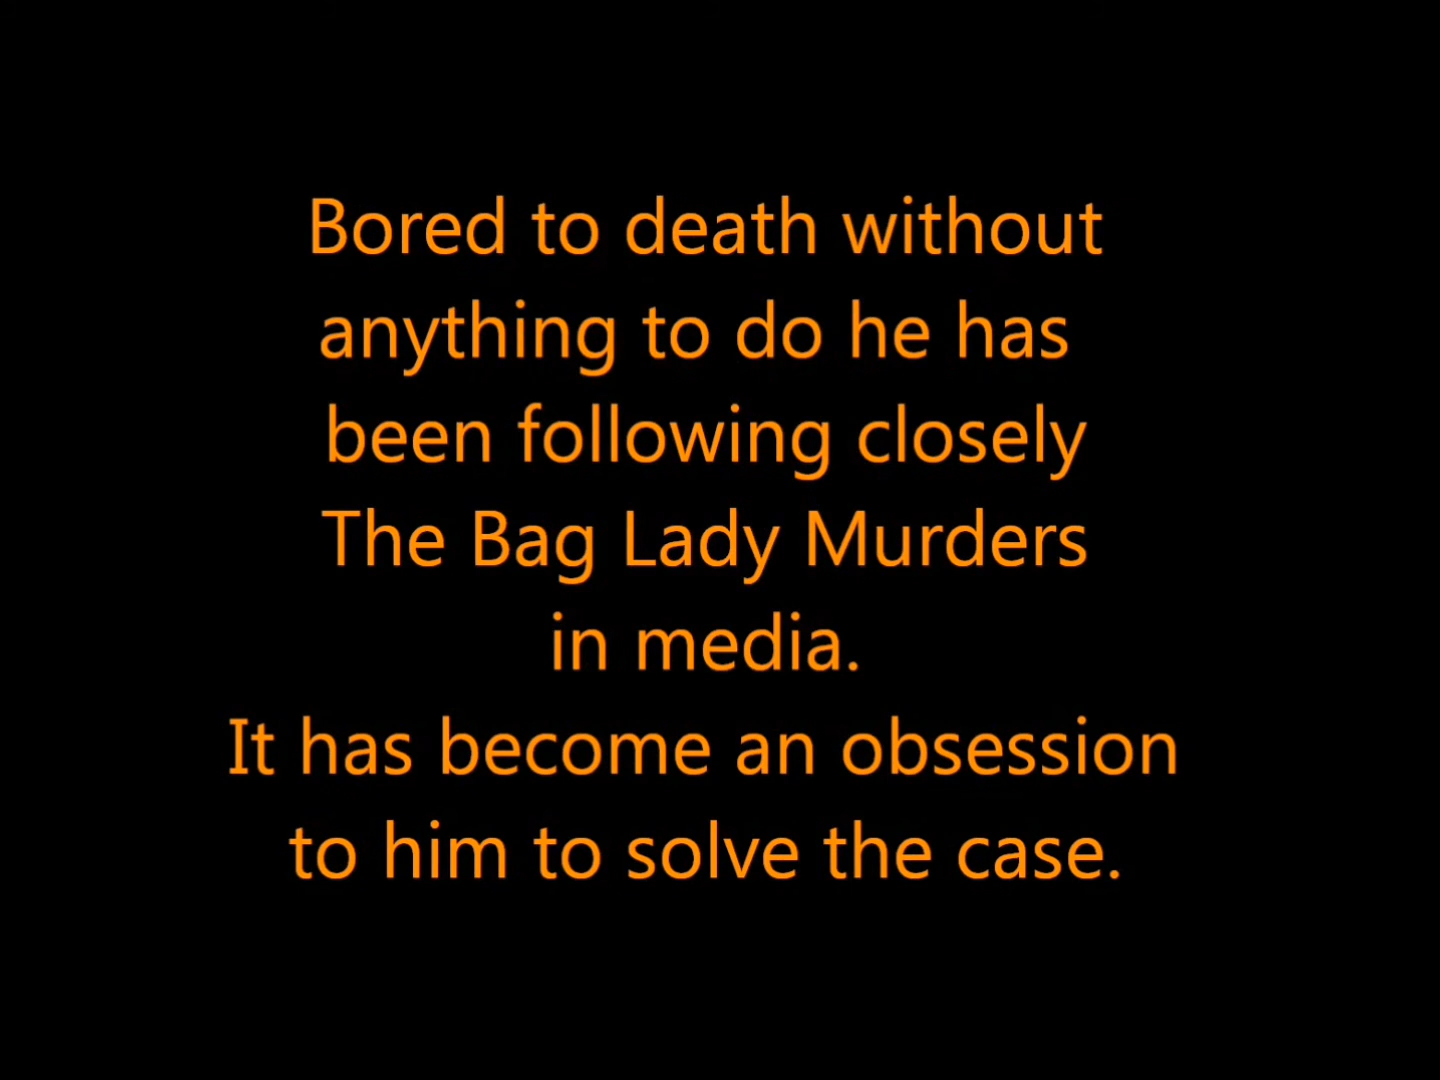 Bored to death without
anything to do he has
been following closely
The Bag Lady Murders
in media.
It has become an obsession
to him to solve the case.